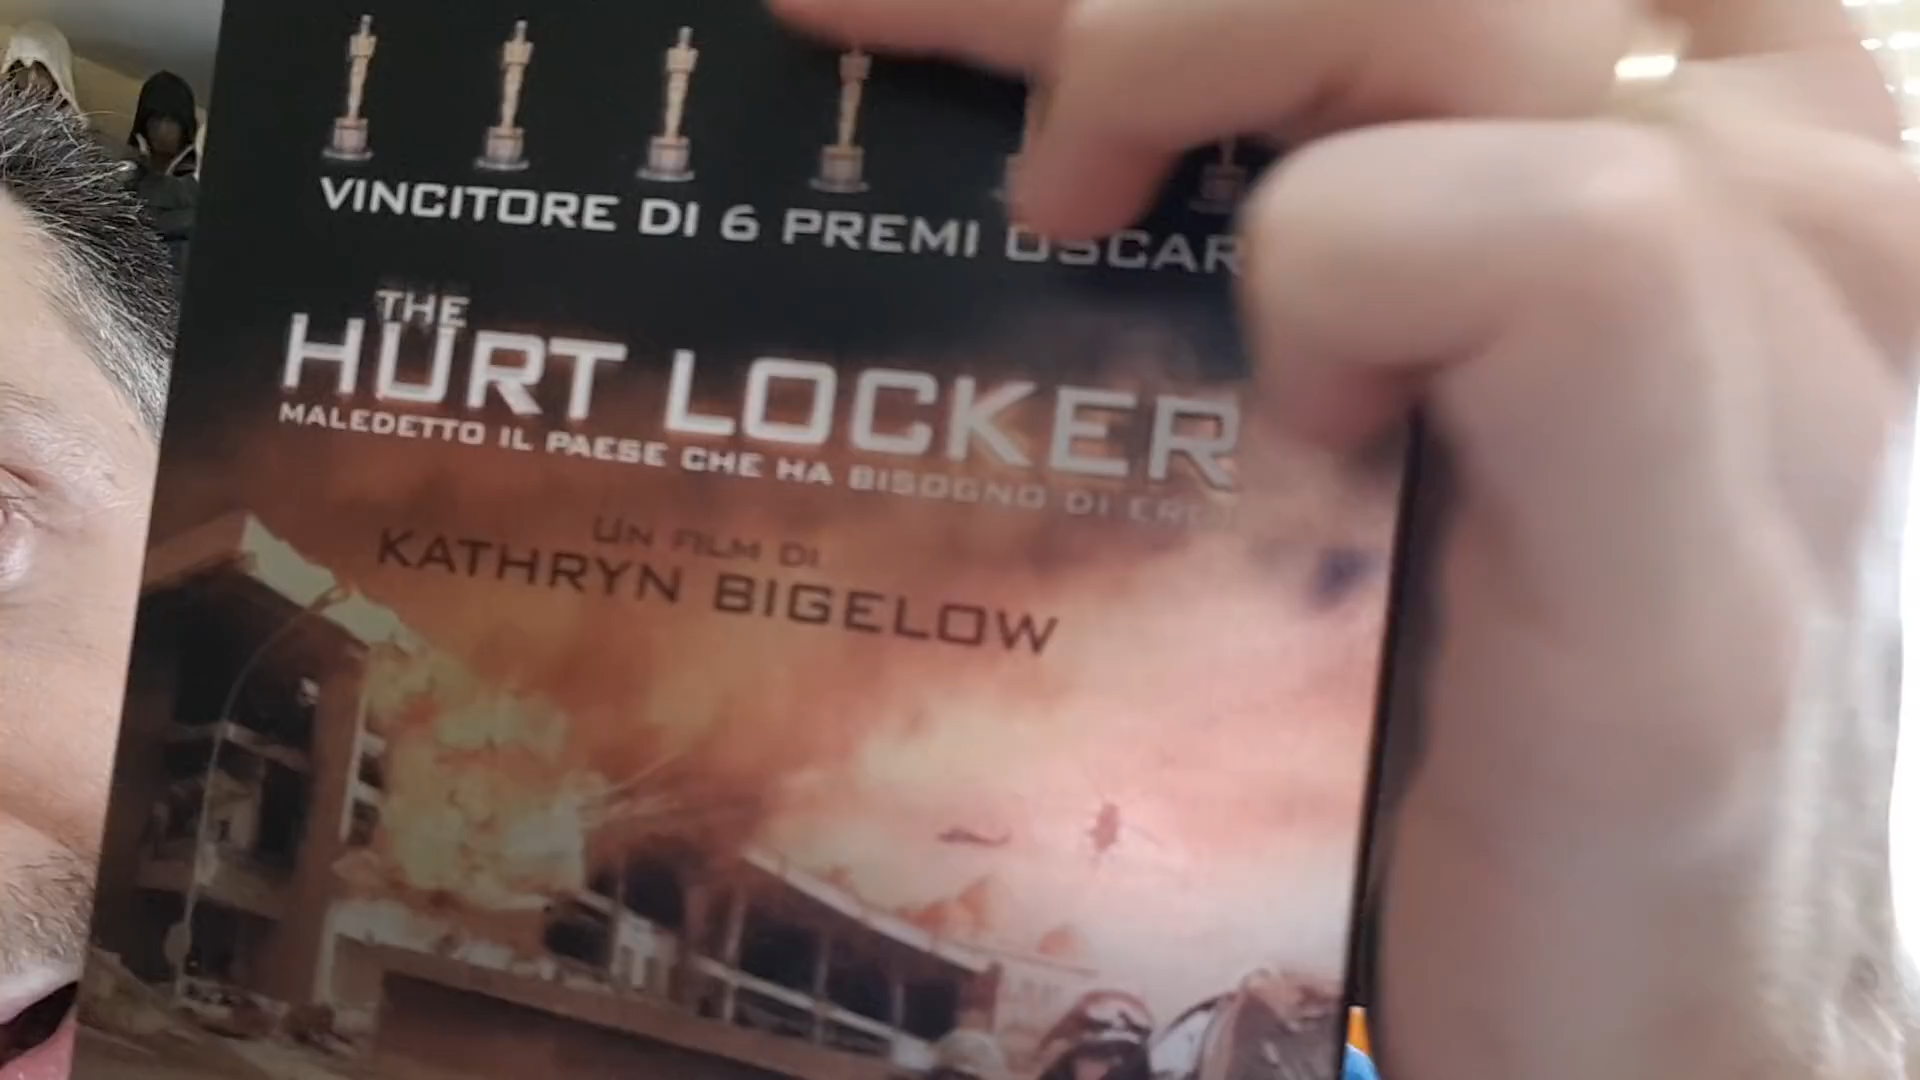 VINCITORE DI 6 PREMI OSCAR
THE
HURT LOCKER
MALEDETTO IL PAESE CHE HA BISOGNO DI EROI
UN FILM DI
KATHRYN BIGELOW